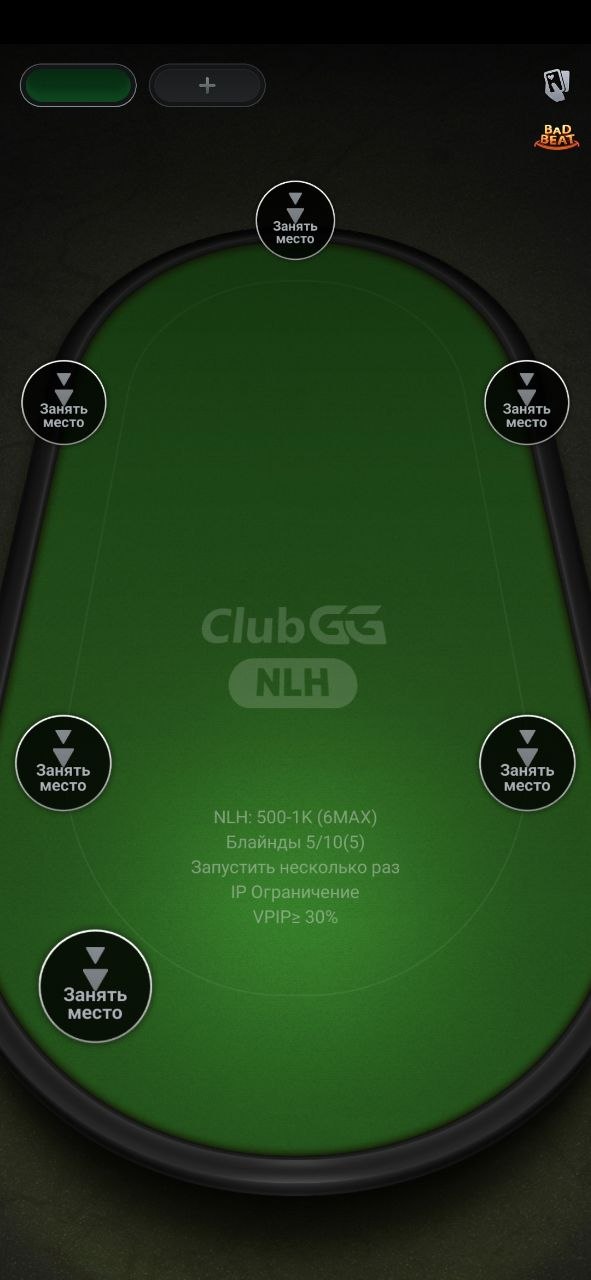 +
BAD
BEAT
Занять
место
Занять
место
Занять
место
ClubGG
NLH
Занять
место
Занять
место
NLH: 500-1K (6MAX)
Блайнды 5/10(5)
Запустить несколько раз
IP Ограничение
VPIP≥ 30%
Занять
место